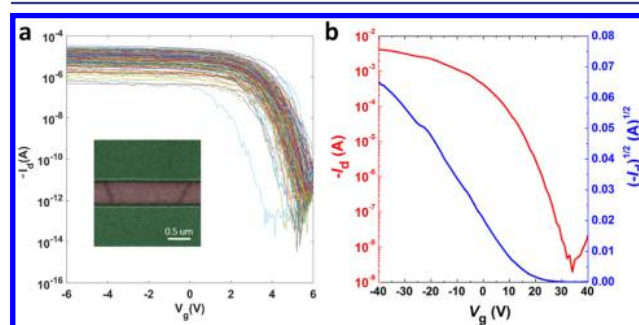 a
10⁻⁴
10⁻⁶
10⁻⁸
10⁻¹⁰
10⁻¹²
10⁻¹⁴
10⁻¹⁶
-I_d (A)
0.5 um
-6 -4 -2 0 2 4 6
V_g(V)
b
10⁻²
10⁻³
10⁻⁴
10⁻⁵
10⁻⁶
10⁻⁷
10⁻⁸
10⁻⁹
-I_d (A)
0.08
0.07
0.06
0.05
0.04
0.03
0.02
0.01
0.00
(-I_d)^1/2 (A)^1/2
-40 -30 -20 -10 0 10 20 30 40
V_g (V)